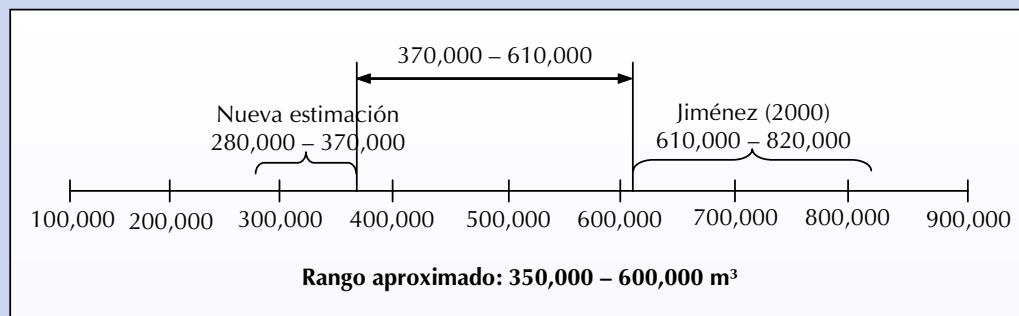 370,000 – 610,000
Nueva estimación
280,000 – 370,000
Jiménez (2000)
610,000 – 820,000
100,000 200,000 300,000 400,000 500,000 600,000 700,000 800,000 900,000
Rango aproximado: 350,000 – 600,000 m³